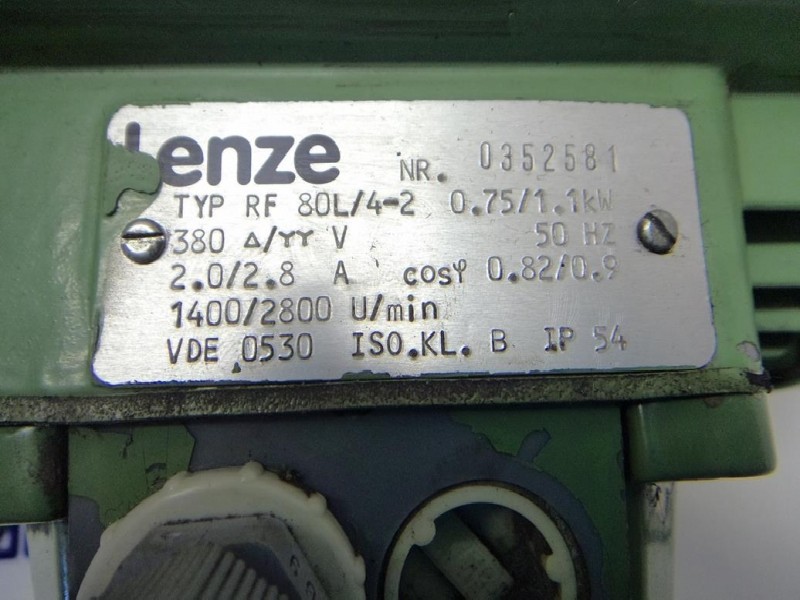 Lenze NR. 0352581
TYP RF 80L/4-2 0.75/1.1kW
380 Δ/YY V 50 HZ
2.0/2.8 A cosφ 0.82/0.9
1400/2800 U/min
VDE 0530 ISO.KL. B IP 54